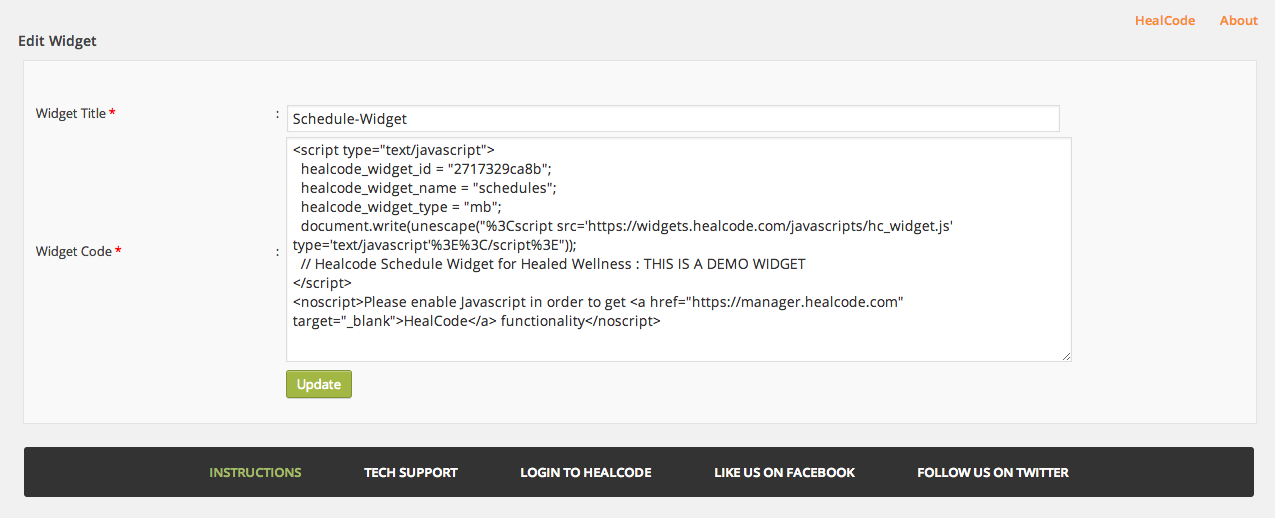 HealCode About
Edit Widget
Widget Title * : Schedule-Widget
<script type="text/javascript">
  healcode_widget_id = "2717329ca8b";
  healcode_widget_name = "schedules";
  healcode_widget_type = "mb";
  document.write(unescape("%3Cscript src='https://widgets.healcode.com/javascripts/hc_widget.js'
type='text/javascript'%3E%3C/script%3E"));
Widget Code * :
  // Healcode Schedule Widget for Healed Wellness : THIS IS A DEMO WIDGET
</script>
<noscript>Please enable Javascript in order to get <a href="https://manager.healcode.com"
target="_blank">HealCode</a> functionality</noscript>
Update
INSTRUCTIONS TECH SUPPORT LOGIN TO HEALCODE LIKE US ON FACEBOOK FOLLOW US ON TWITTER